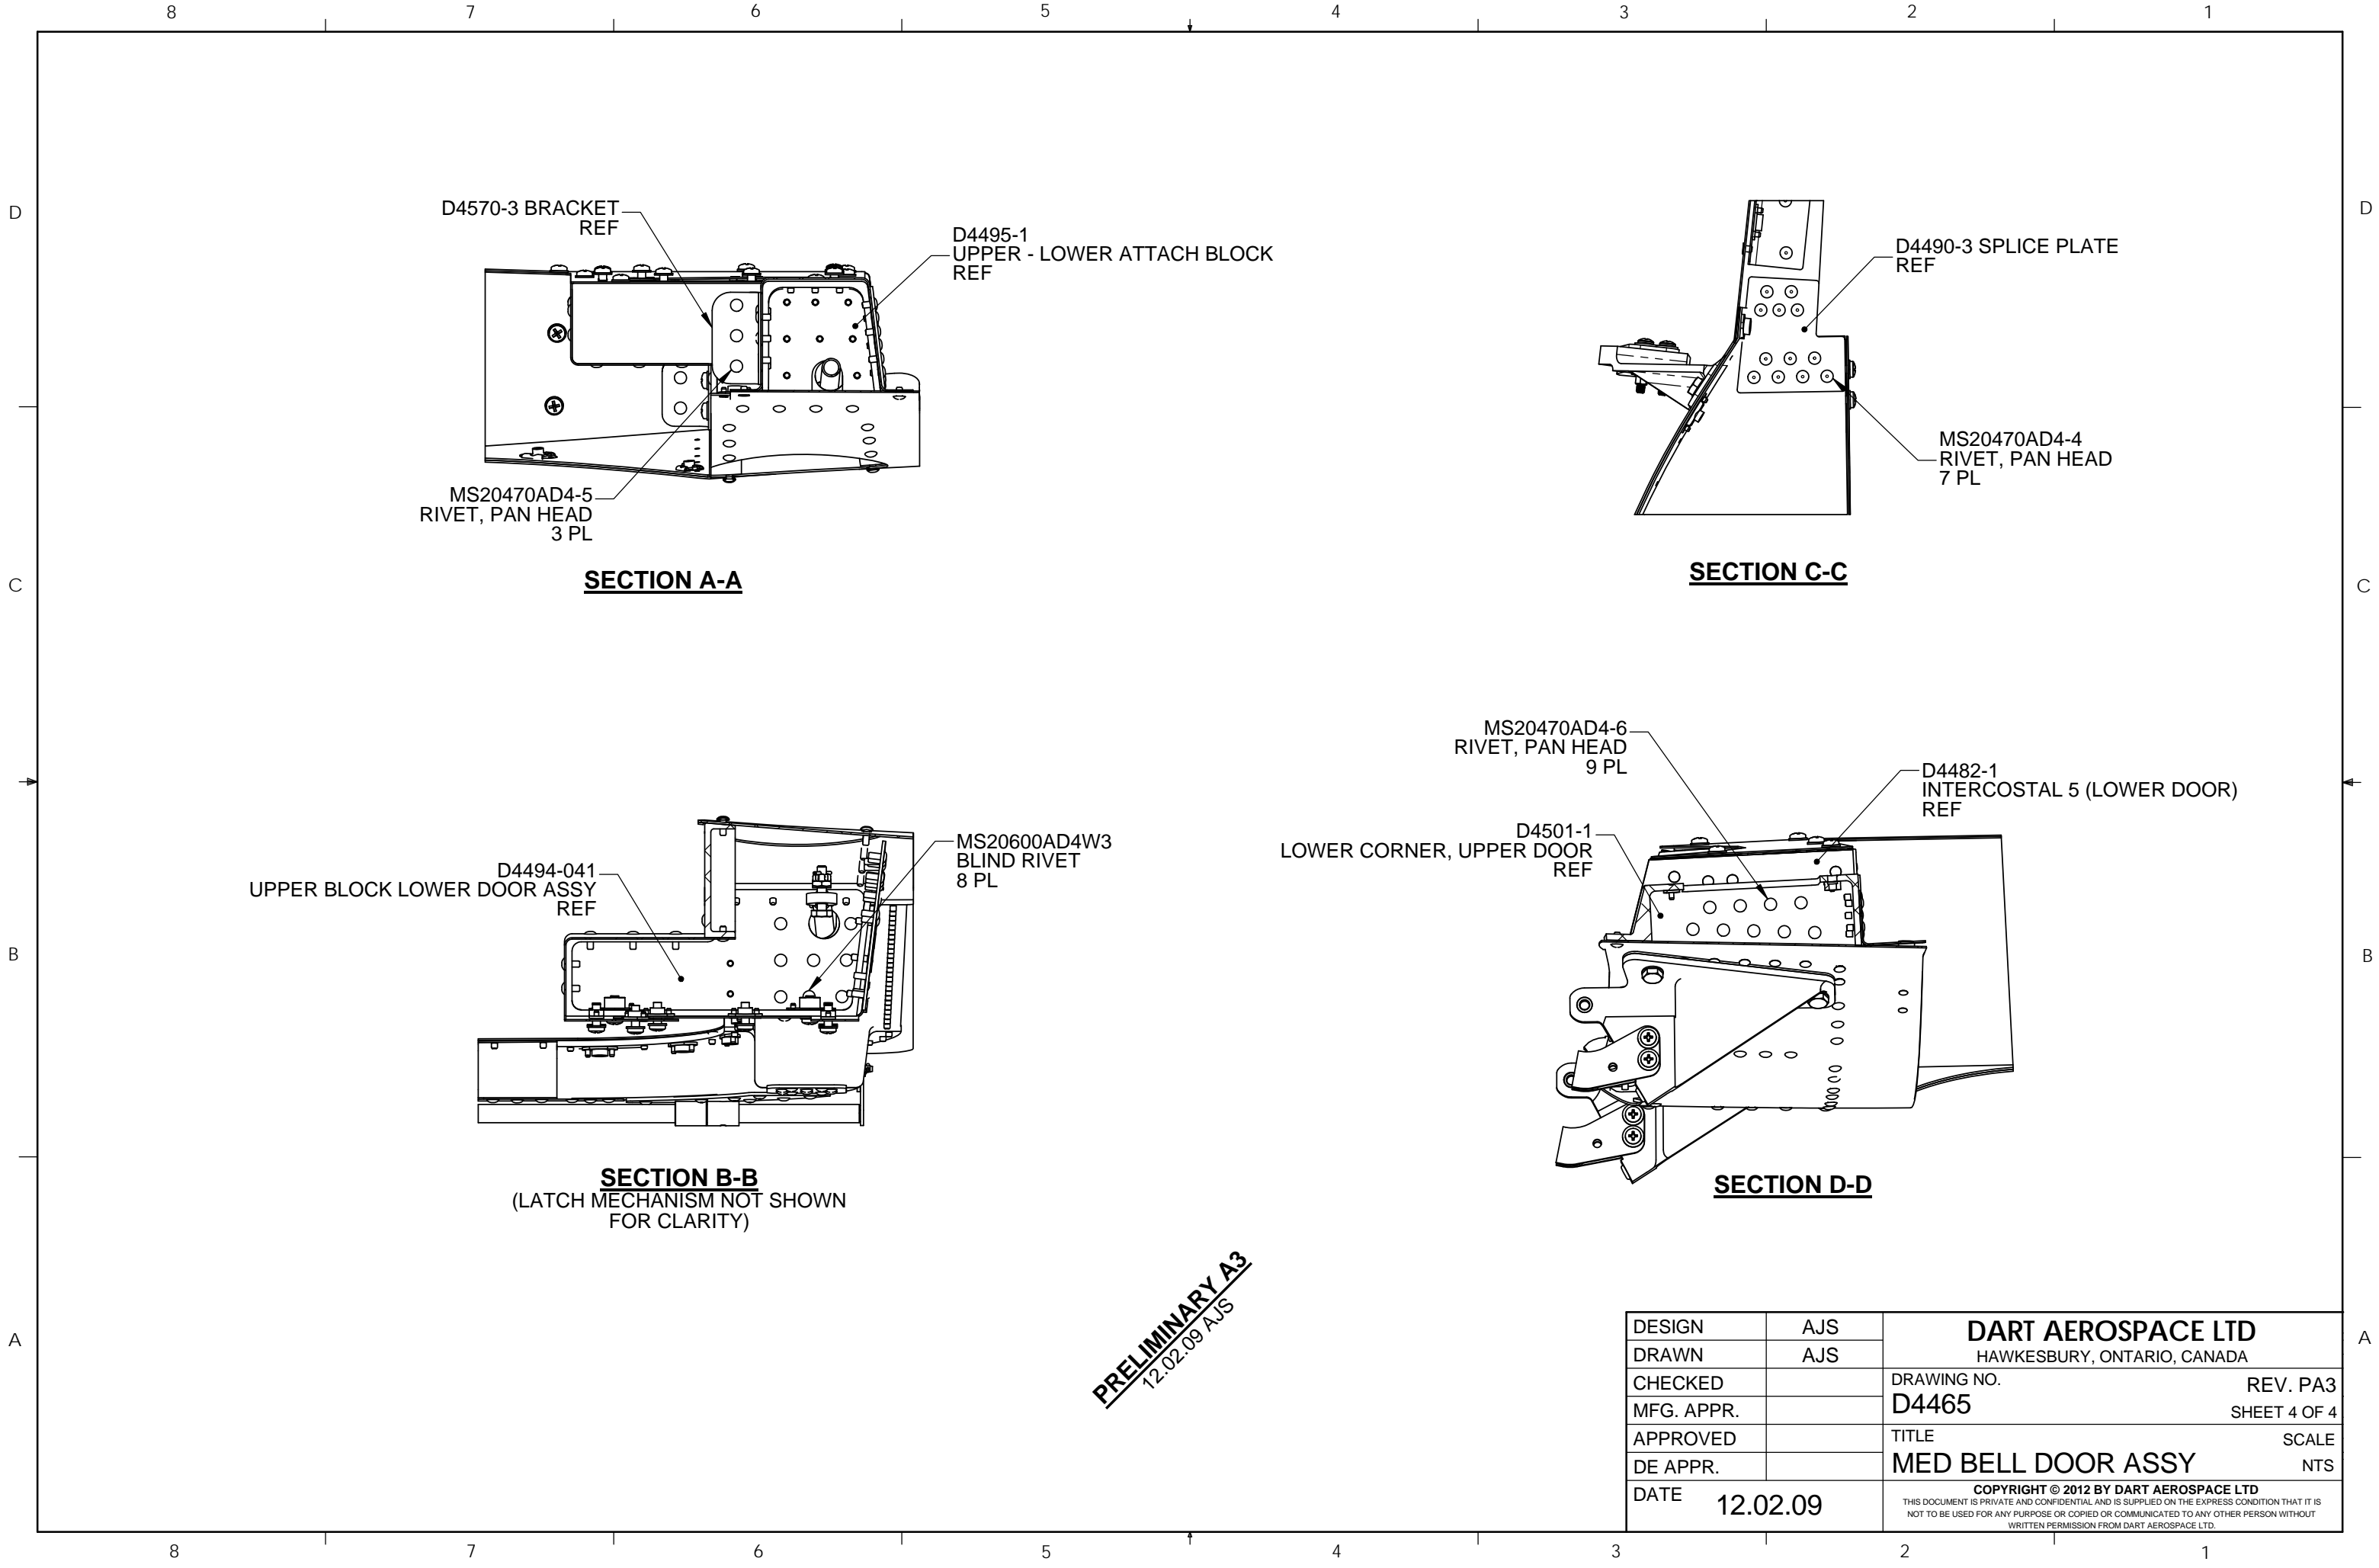 8 7 6 5 4 3 2 1
D
D
C
C
B
B
A
A
D4570-3 BRACKET
REF
D4495-1
UPPER - LOWER ATTACH BLOCK
REF
MS20470AD4-5
RIVET, PAN HEAD
3 PL
SECTION A-A
D4490-3 SPLICE PLATE
REF
MS20470AD4-4
RIVET, PAN HEAD
7 PL
SECTION C-C
D4494-041
UPPER BLOCK LOWER DOOR ASSY
REF
MS20600AD4W3
BLIND RIVET
8 PL
SECTION B-B
(LATCH MECHANISM NOT SHOWN
FOR CLARITY)
MS20470AD4-6
RIVET, PAN HEAD
9 PL
D4482-1
INTERCOSTAL 5 (LOWER DOOR)
REF
D4501-1
LOWER CORNER, UPPER DOOR
REF
SECTION D-D
PRELIMINARY A3
12.02.09 AJS
DESIGN AJS
DRAWN AJS
CHECKED
MFG. APPR.
APPROVED
DE APPR.
DATE 12.02.09
DART AEROSPACE LTD
HAWKESBURY, ONTARIO, CANADA
DRAWING NO. REV. PA3
D4465 SHEET 4 OF 4
TITLE SCALE
MED BELL DOOR ASSY NTS
COPYRIGHT © 2012 BY DART AEROSPACE LTD
THIS DOCUMENT IS PRIVATE AND CONFIDENTIAL AND IS SUPPLIED ON THE EXPRESS CONDITION THAT IT IS
NOT TO BE USED FOR ANY PURPOSE OR COPIED OR COMMUNICATED TO ANY OTHER PERSON WITHOUT
WRITTEN PERMISSION FROM DART AEROSPACE LTD.
8 7 6 5 4 3 2 1